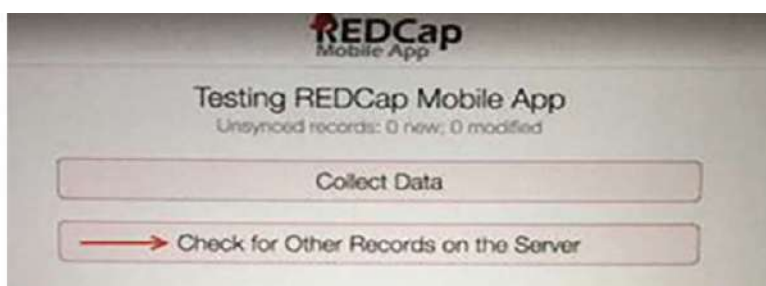 REDCap
Mobile App
Testing REDCap Mobile App
Unsynced records: 0 new; 0 modified
Collect Data
Check for Other Records on the Server